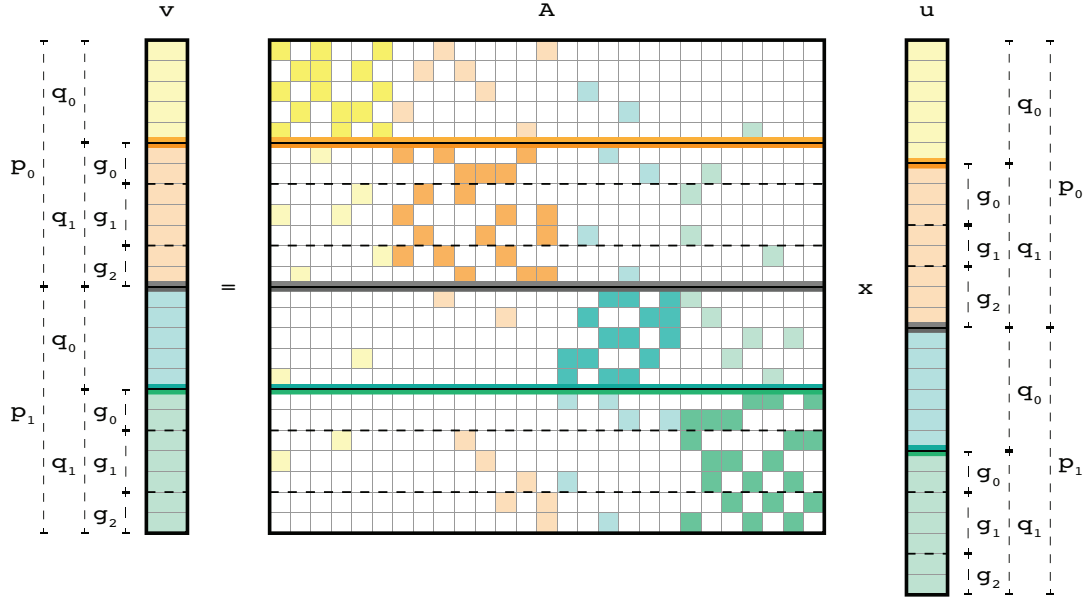 v A u
q₀
q₀
g₀
p₀
p₀
g₀
q₁ g₁
g₁ q₁
g₂
g₂
= x
q₀
q₀
g₀
p₁
p₁
q₁ g₁
g₀
g₂
g₁ q₁
g₂